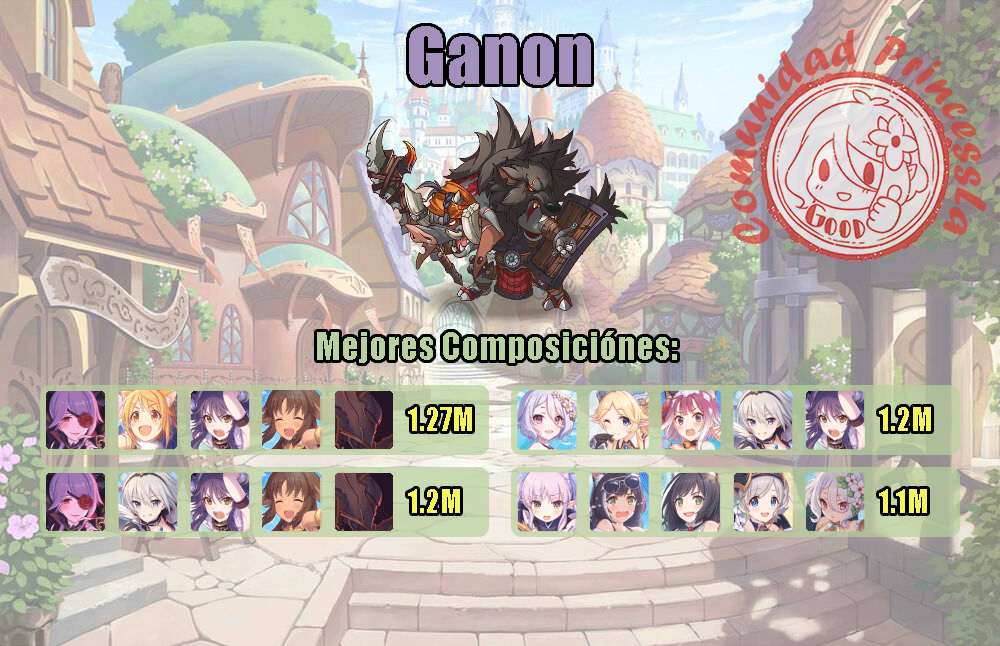 Ganon
Comunidad Princessla
GOOD
Mejores Composiciónes:
1.27M
1.2M
1.2M
1.1M